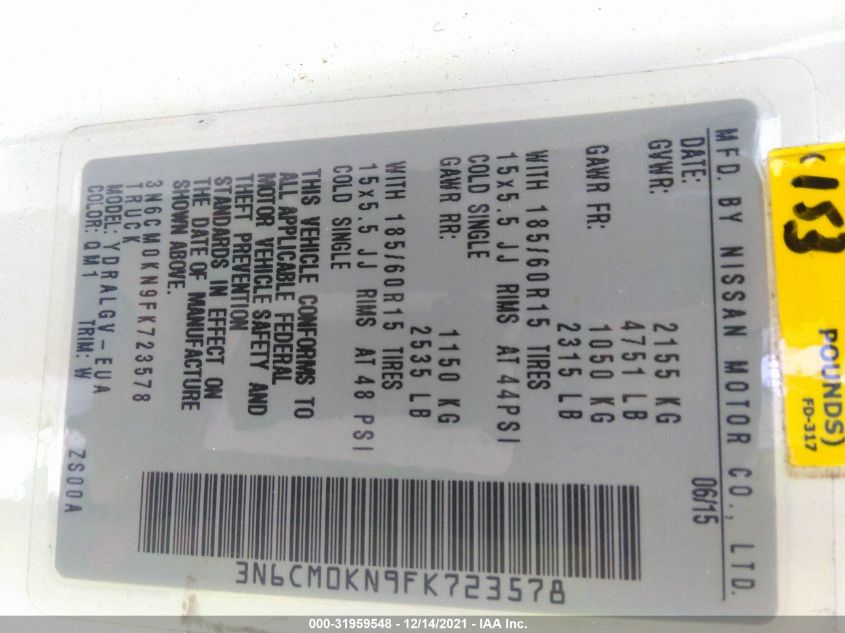 MFD. BY NISSAN MOTOR CO., LTD.
DATE: 06/15
GVWR: 2155 KG
4751 LB
GAWR FR: 1050 KG
2315 LB
WITH 185/60R15 TIRES
15x5.5 JJ RIMS AT 44PSI
COLD SINGLE
GAWR RR: 1150 KG
2535 LB
WITH 185/60R15 TIRES
15x5.5 JJ RIMS AT 48 PSI
COLD SINGLE
THIS VEHICLE CONFORMS TO
ALL APPLICABLE FEDERAL
MOTOR VEHICLE SAFETY AND
THEFT PREVENTION
STANDARDS IN EFFECT ON
THE DATE OF MANUFACTURE
SHOWN ABOVE.
3N6CM0KN9FK723578
TRUCK
MODEL: YDRALGV-EUA
COLOR: QM1 TRIM: W ZS00A
3N6CM0KN9FK723578
153
POUNDS)
FD-317
000-31959548 - 12/14/2021 - IAA Inc.